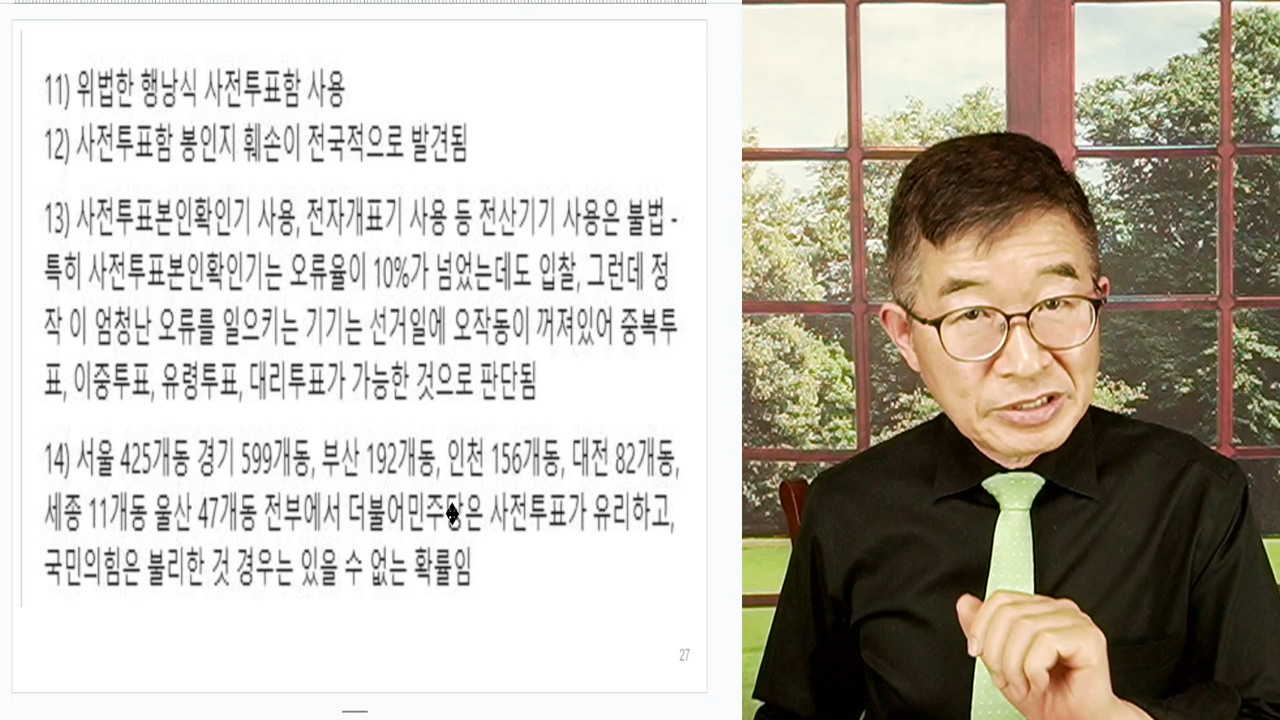 11) 위법한 행낭식 사전투표함 사용
12) 사전투표함 봉인지 훼손이 전국적으로 발견됨
13) 사전투표본인확인기 사용, 전자개표기 사용 등 전산기기 사용은 불법 -
특히 사전투표본인확인기는 오류율이 10%가 넘었는데도 입찰, 그런데 정
작 이 엄청난 오류를 일으키는 기기는 선거일에 오작동이 꺼져있어 중복투
표, 이중투표, 유령투표, 대리투표가 가능한 것으로 판단됨
14) 서울 425개동 경기 599개동, 부산 192개동, 인천 156개동, 대전 82개동,
세종 11개동 울산 47개동 전부에서 더불어민주당은 사전투표가 유리하고,
국민의힘은 불리한 것 경우는 있을 수 없는 확률임
27